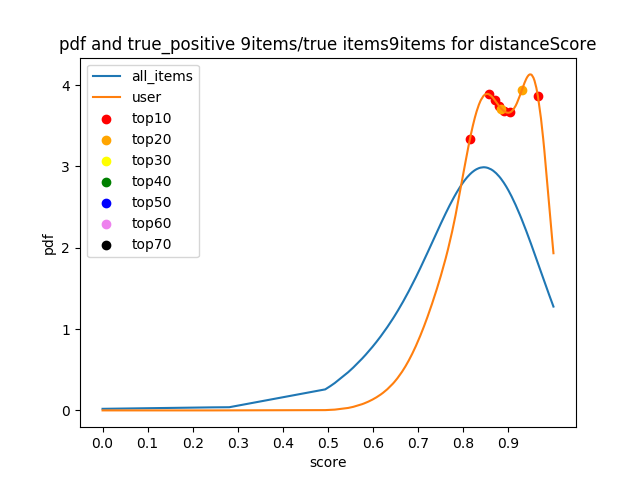 pdf and true_positive 9items/true items9items for distanceScore
all_items
user
top10
top20
top30
top40
top50
top60
top70
pdf
4
3
2
1
0
0.0 0.1 0.2 0.3 0.4 0.5 0.6 0.7 0.8 0.9
score